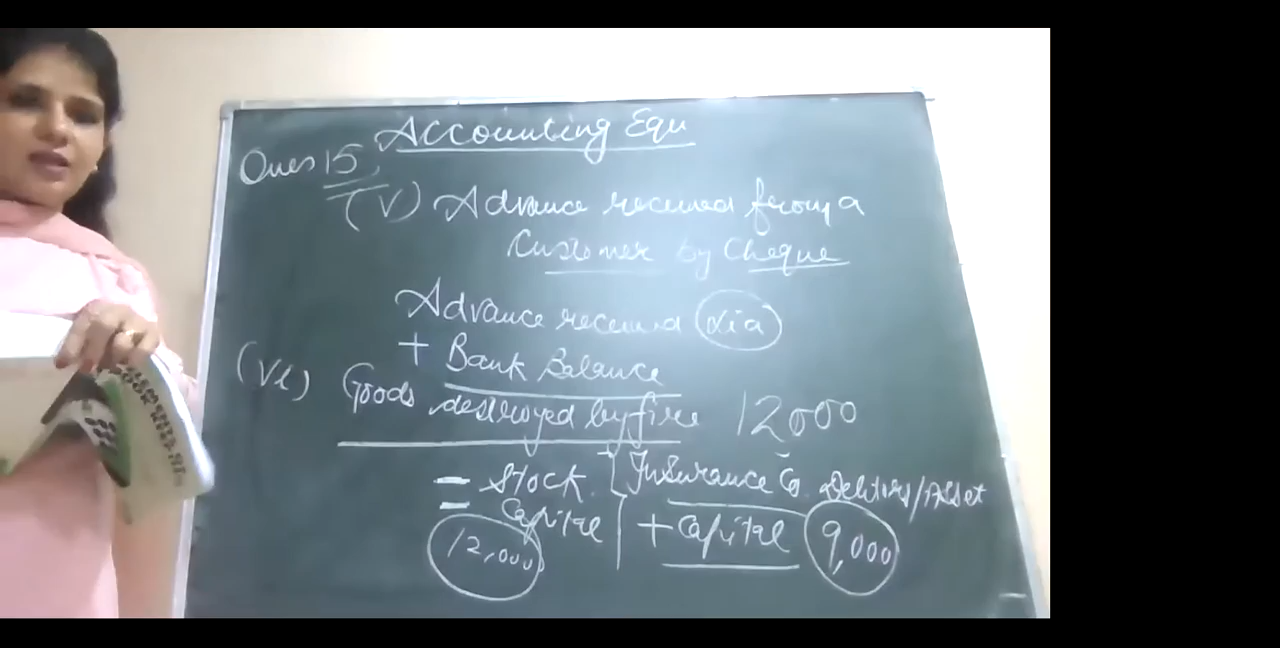 Accounting Equ
Ques 15,
(V) Advance received from a
Customer by Cheque
Advance received (Lia)
+ Bank Balance
(VI) Goods destroyed by fire 12000
- Stock + Insurance Co. Debtors/Asset
- Capital + Capital 9,000
12,000